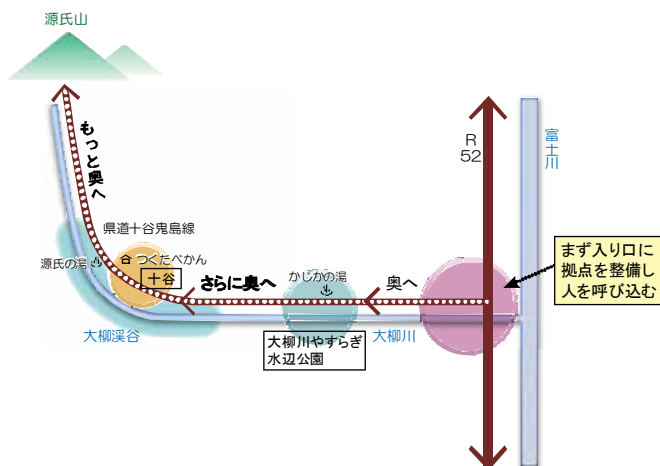 源氏山
もっと奥へ
R
52
富士川
県道十谷鬼島線
源氏の湯
つくたべかん
十谷
さらに奥へ
かじかの湯
奥へ
まず入り口に
拠点を整備し
人を呼び込む
大柳渓谷
大柳川やすらぎ
水辺公園
大柳川